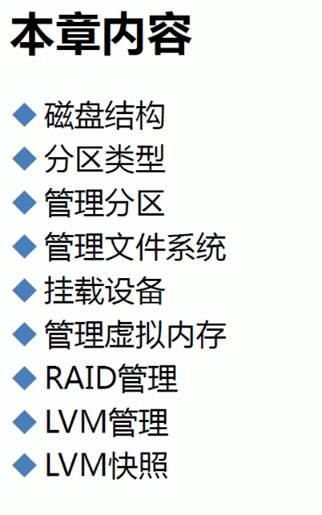 本章内容
磁盘结构
分区类型
管理分区
管理文件系统
挂载设备
管理虚拟内存
RAID管理
LVM管理
LVM快照